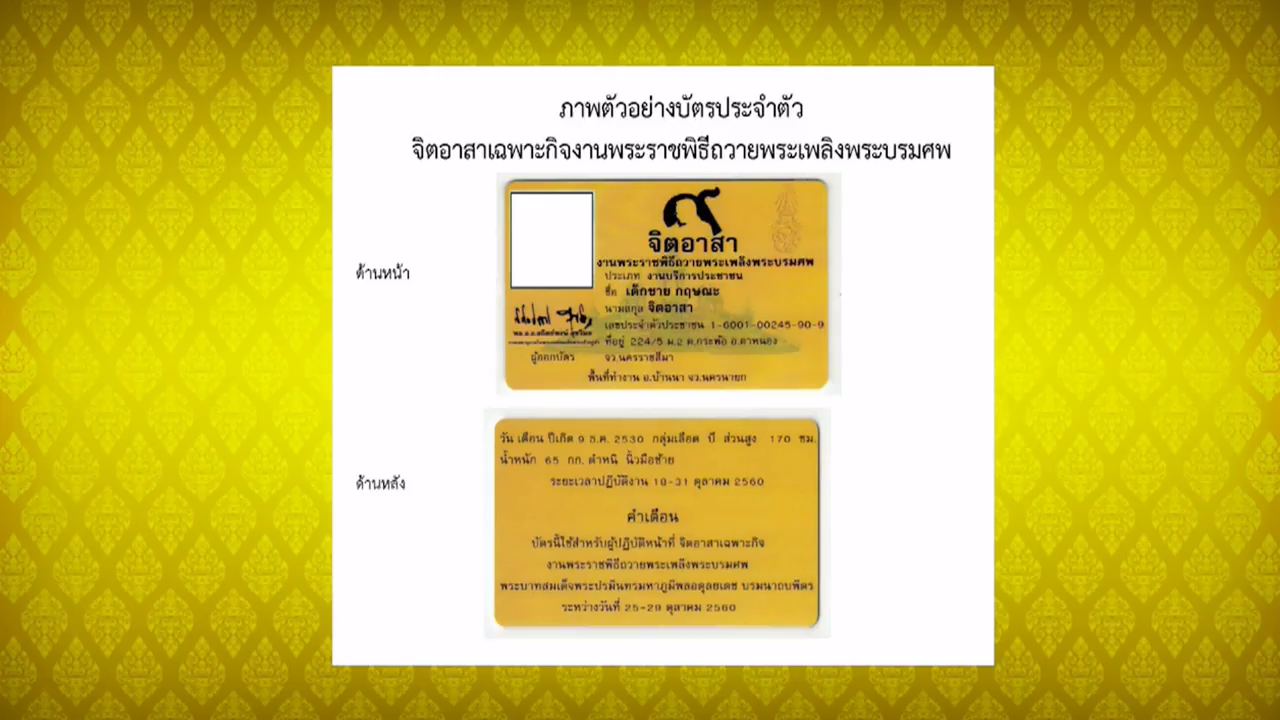 ภาพตัวอย่างบัตรประจำตัว
จิตอาสาเฉพาะกิจงานพระราชพิธีถวายพระเพลิงพระบรมศพ
ด้านหน้า
๙
จิตอาสา
งานพระราชพิธีถวายพระเพลิงพระบรมศพ
ประเภท งานบริการประชาชน
ชื่อ เด็กชาย กฤษณะ
นามสกุล จิตอาสา
เลขประจำตัวประชาชน 1-6001-00245-90-9
ที่อยู่ 224/5 ม.2 ต.กระพ้อ อ.ตาหนอง
จว.นครราชสีมา
ผู้ออกบัตร
พื้นที่ทำงาน อ.บ้านนา จว.นครนายก
ด้านหลัง
วัน เดือน ปีเกิด 9 ธ.ค. 2530 กลุ่มเลือด บี ส่วนสูง 170 ซม.
น้ำหนัก 65 กก. ตำหนิ นิ้วมือซ้าย
ระยะเวลาปฏิบัติงาน 18-31 ตุลาคม 2560
คำเตือน
บัตรนี้ใช้สำหรับผู้ปฏิบัติหน้าที่ จิตอาสาเฉพาะกิจ
งานพระราชพิธีถวายพระเพลิงพระบรมศพ
พระบาทสมเด็จพระปรมินทรมหาภูมิพลอดุลยเดช บรมนาถบพิตร
ระหว่างวันที่ 25-29 ตุลาคม 2560